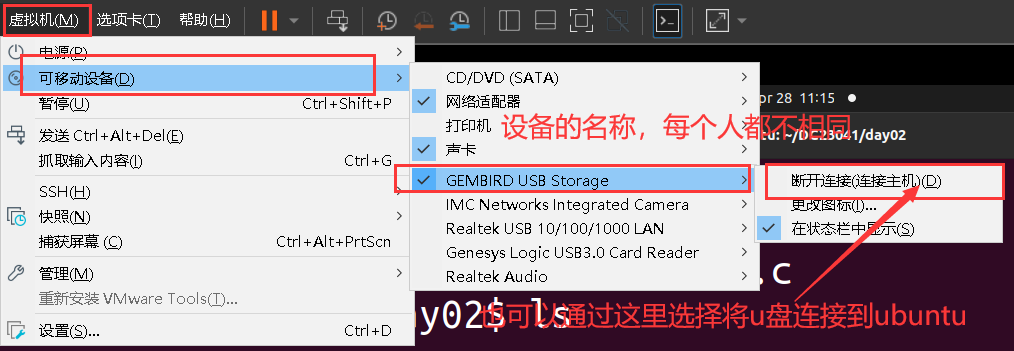 虚拟机(M) 选项卡(T) 帮助(H)
电源(P)
可移动设备(D)
暂停(U) Ctrl+Shift+P
发送 Ctrl+Alt+Del(E)
抓取输入内容(I) Ctrl+G
SSH(H)
快照(N)
捕获屏幕 (C) Ctrl+Alt+PrtScn
管理(M)
重新安装 VMware Tools(T)...
设置(S)... Ctrl+D
CD/DVD (SATA)
网络适配器
打印机
声卡
GEMBIRD USB Storage
IMC Networks Integrated Camera
Realtek USB 10/100/1000 LAN
Genesys Logic USB3.0 Card Reader
Realtek Audio
设备的名称，每个人都不相同
pr 28 11:15
ed: ~/DC23041/day02
断开连接(连接主机)(D)
更改图标(I)...
在状态栏中显示(S)
.c
ay02$ ls
也可以通过这里选择将u盘连接到ubuntu